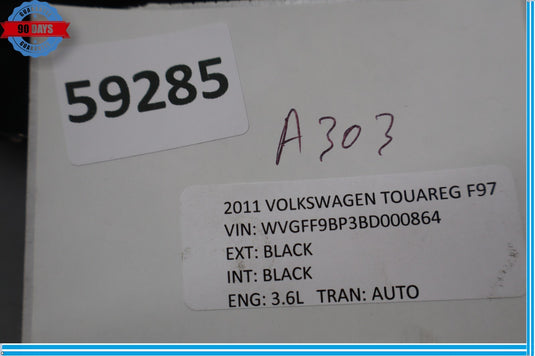 90 DAYS
59285
A303
2011 VOLKSWAGEN TOUAREG F97
VIN: WVGFF9BP3BD000864
EXT: BLACK
INT: BLACK
ENG: 3.6L TRAN: AUTO